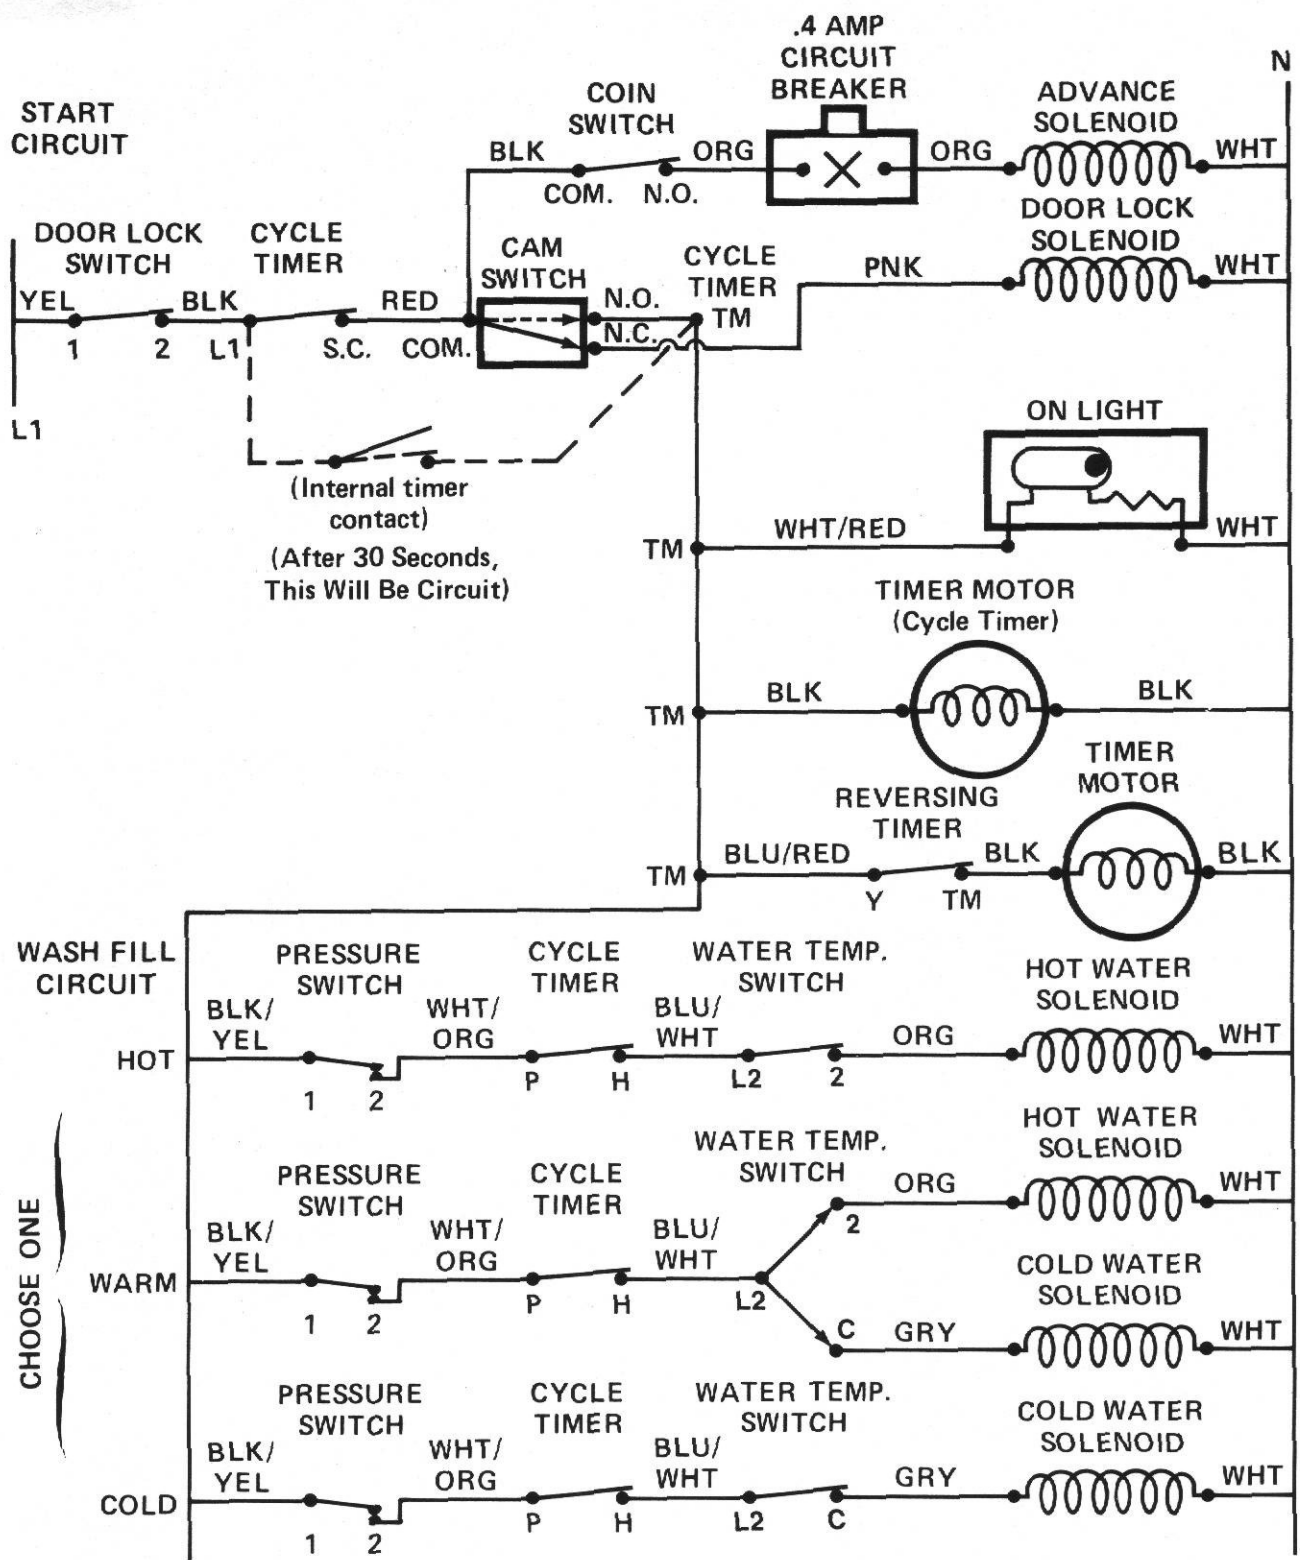 .4 AMP
CIRCUIT
BREAKER
N
START
CIRCUIT
COIN
SWITCH
ADVANCE
SOLENOID
BLK
ORG
ORG
WHT
COM.
N.O.
DOOR LOCK
SWITCH
CYCLE
TIMER
CAM
SWITCH
CYCLE
TIMER
TM
DOOR LOCK
SOLENOID
PNK
WHT
YEL
BLK
RED
N.O.
N.C.
1
2
L1
S.C.
COM.
L1
(Internal timer
contact)
(After 30 Seconds,
This Will Be Circuit)
ON LIGHT
TM
WHT/RED
WHT
TIMER MOTOR
(Cycle Timer)
TM
BLK
BLK
REVERSING
TIMER
TIMER
MOTOR
TM
BLU/RED
BLK
BLK
Y
TM
WASH FILL
CIRCUIT
PRESSURE
SWITCH
CYCLE
TIMER
WATER TEMP.
SWITCH
HOT WATER
SOLENOID
HOT
BLK/
YEL
WHT/
ORG
BLU/
WHT
ORG
WHT
1
2
P
H
L2
2
CHOOSE ONE
PRESSURE
SWITCH
CYCLE
TIMER
WATER TEMP.
SWITCH
HOT WATER
SOLENOID
WARM
BLK/
YEL
WHT/
ORG
BLU/
WHT
2
ORG
WHT
1
2
P
H
L2
COLD WATER
SOLENOID
C
GRY
WHT
PRESSURE
SWITCH
CYCLE
TIMER
WATER TEMP.
SWITCH
COLD WATER
SOLENOID
COLD
BLK/
YEL
WHT/
ORG
BLU/
WHT
GRY
WHT
1
2
P
H
L2
C